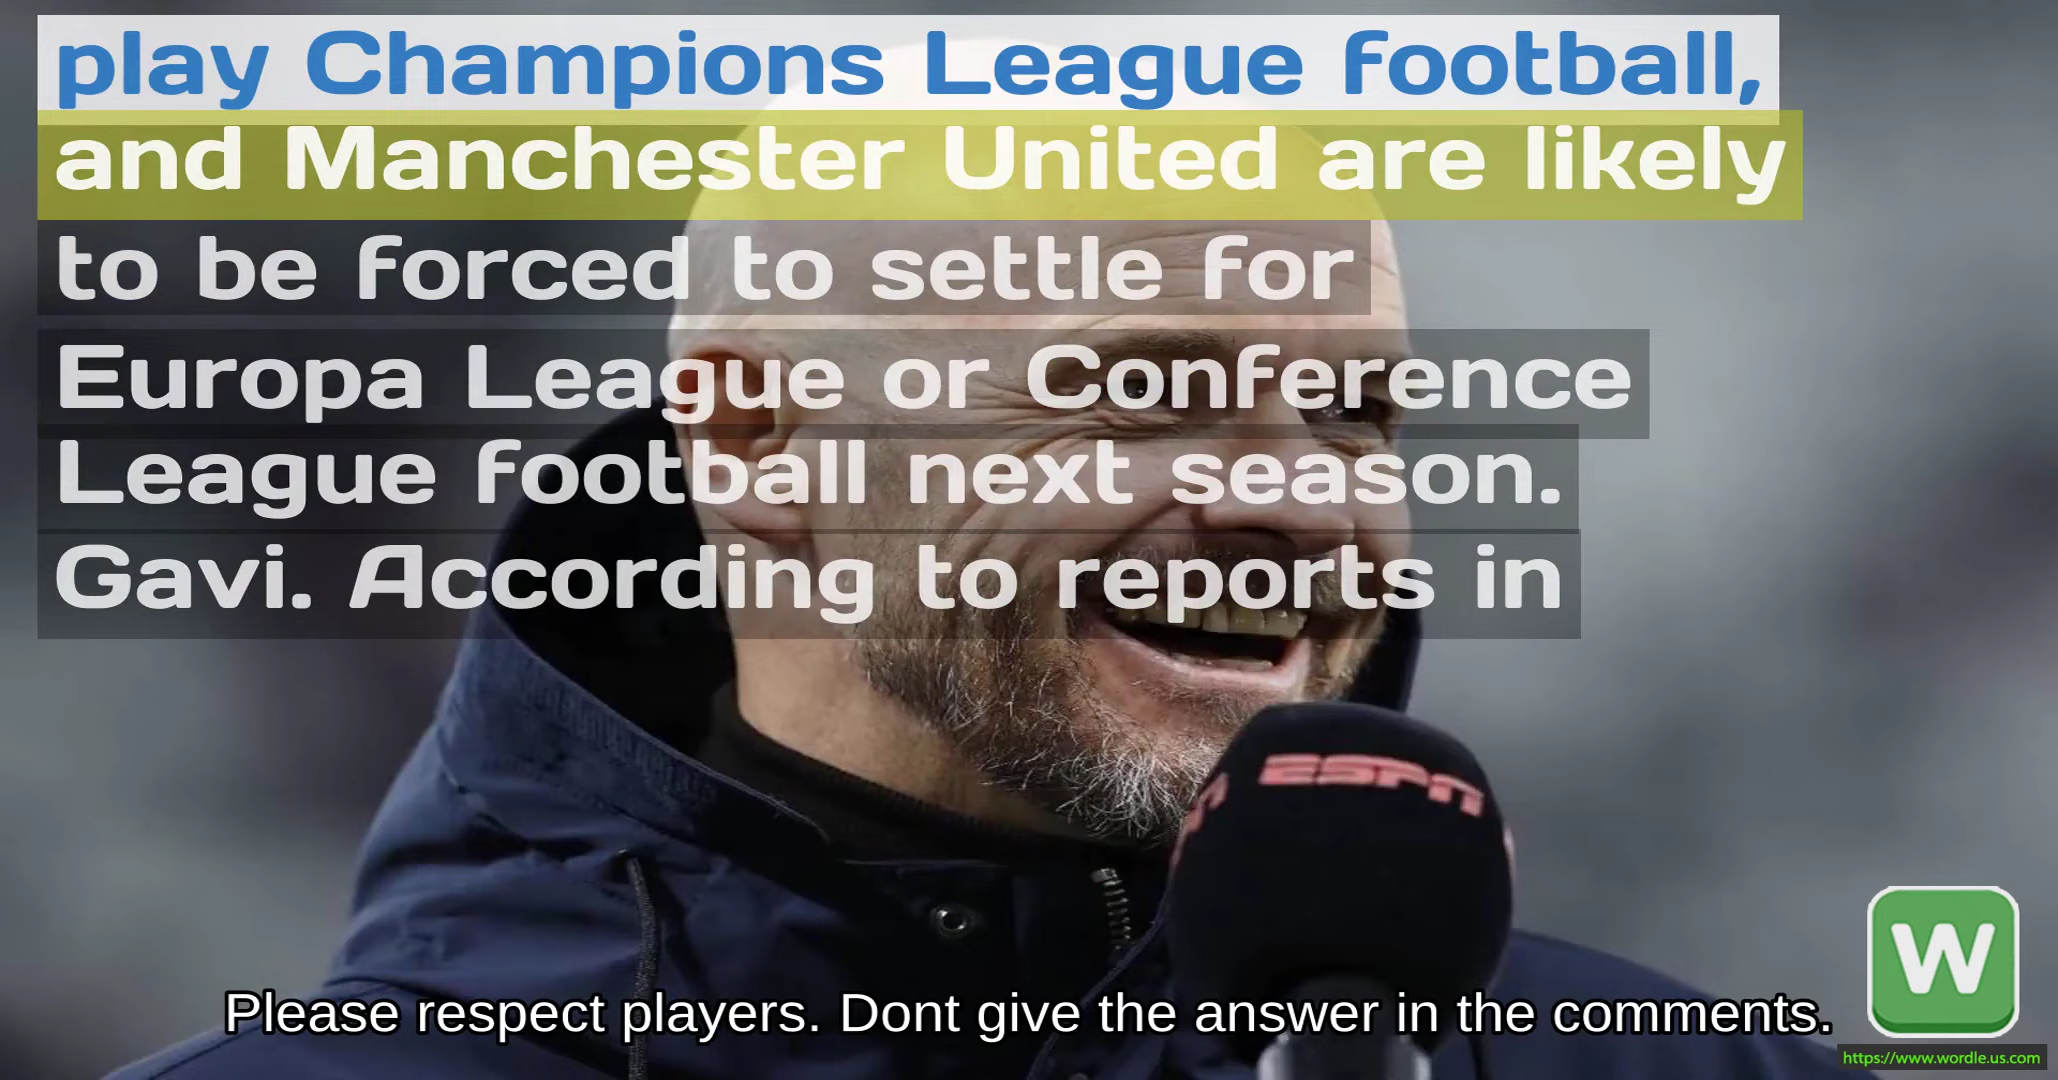 play Champions League football,
and Manchester United are likely
to be forced to settle for
Europa League or Conference
League football next season.
Gavi. According to reports in
ESPN
W
Please respect players. Dont give the answer in the comments.
https://www.wordle.us.com